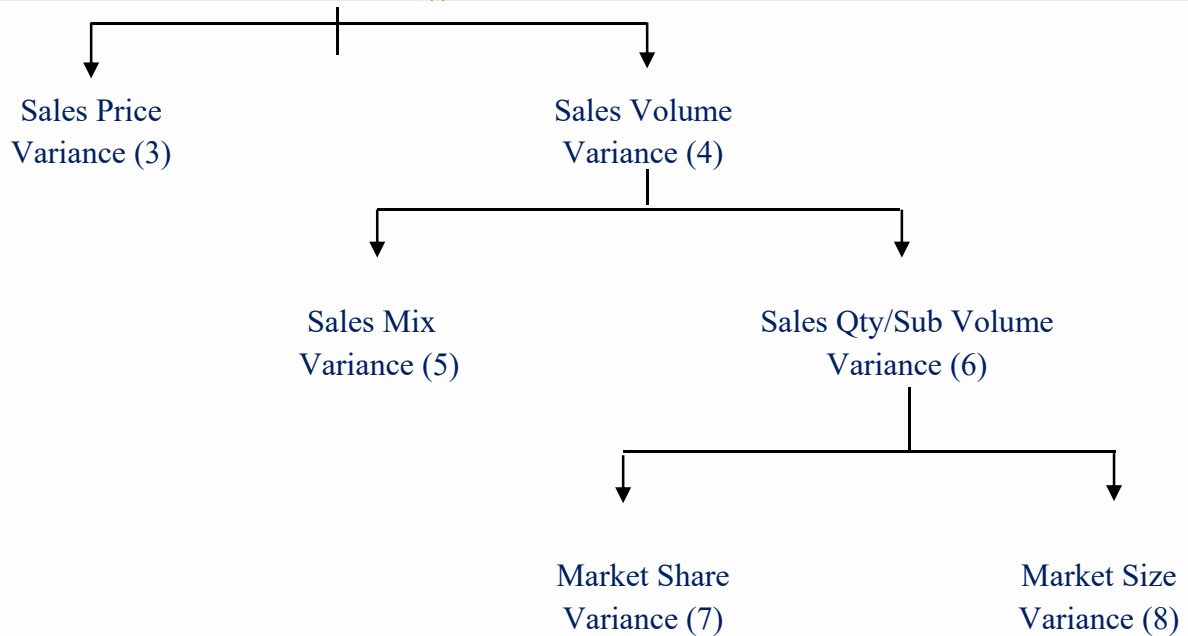 Sales Price
Variance (3)
Sales Volume
Variance (4)
Sales Mix
Variance (5)
Sales Qty/Sub Volume
Variance (6)
Market Share
Variance (7)
Market Size
Variance (8)